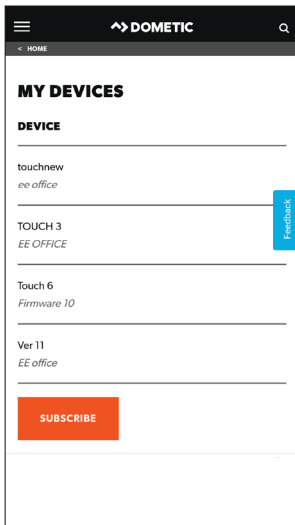 DOMETIC
< HOME
MY DEVICES
DEVICE
touchnew
ee office
TOUCH 3
EE OFFICE
Feedback
Touch 6
Firmware 10
Ver 11
EE office
SUBSCRIBE